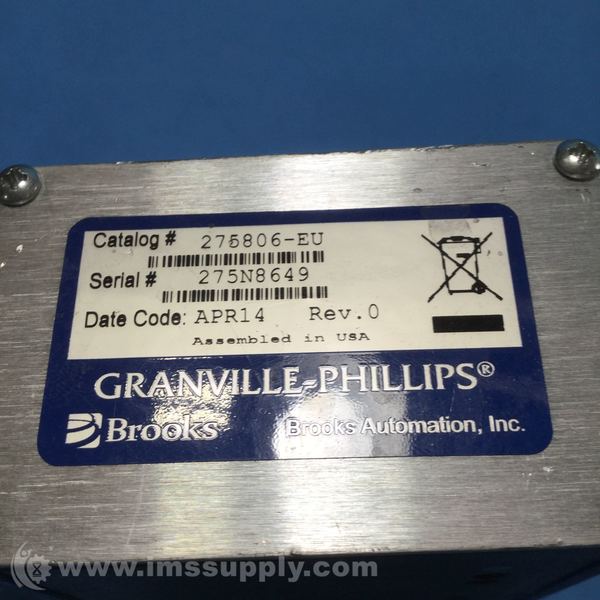 Catalog # 275806-EU
Serial # 275N8649
Date Code: APR14 Rev.0
Assembled in USA
GRANVILLE-PHILLIPS®
Brooks Brooks Automation, Inc.
www.imssupply.com